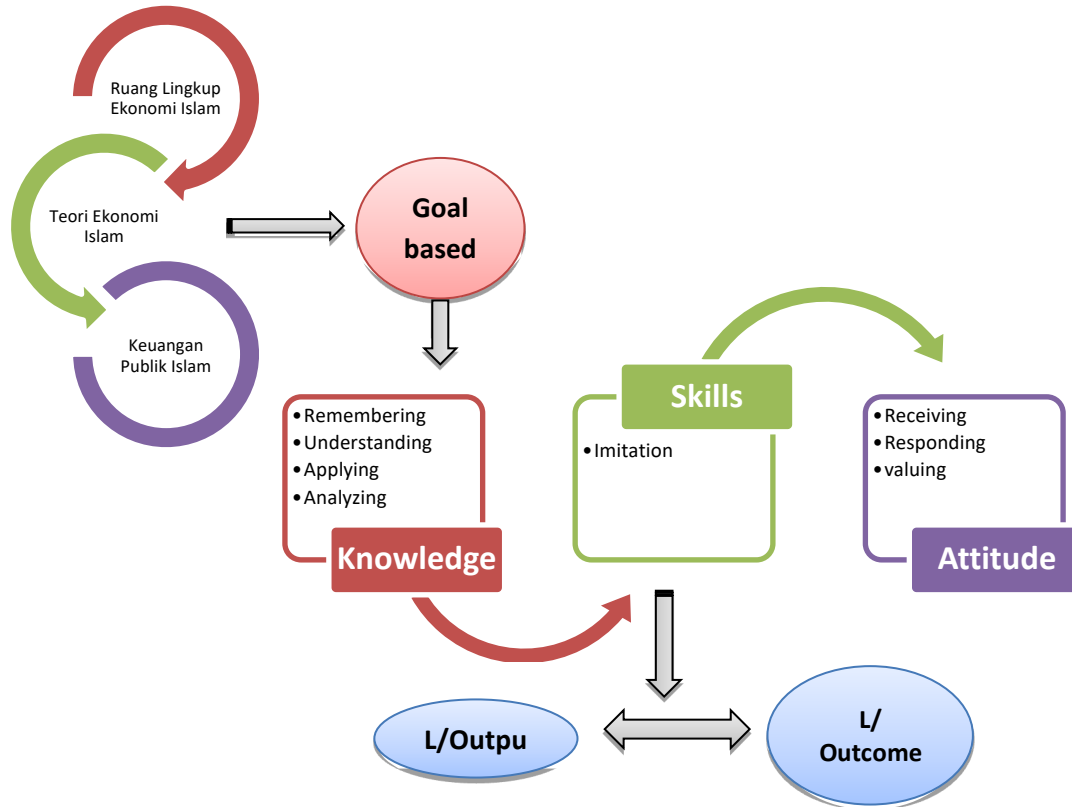 Ruang Lingkup
Ekonomi Islam
Teori Ekonomi
Islam
Keuangan
Publik Islam
Goal
based
•Remembering
•Understanding
•Applying
•Analyzing
Knowledge
Skills
•Imitation
•Receiving
•Responding
•valuing
Attitude
L/Outpu
L/
Outcome